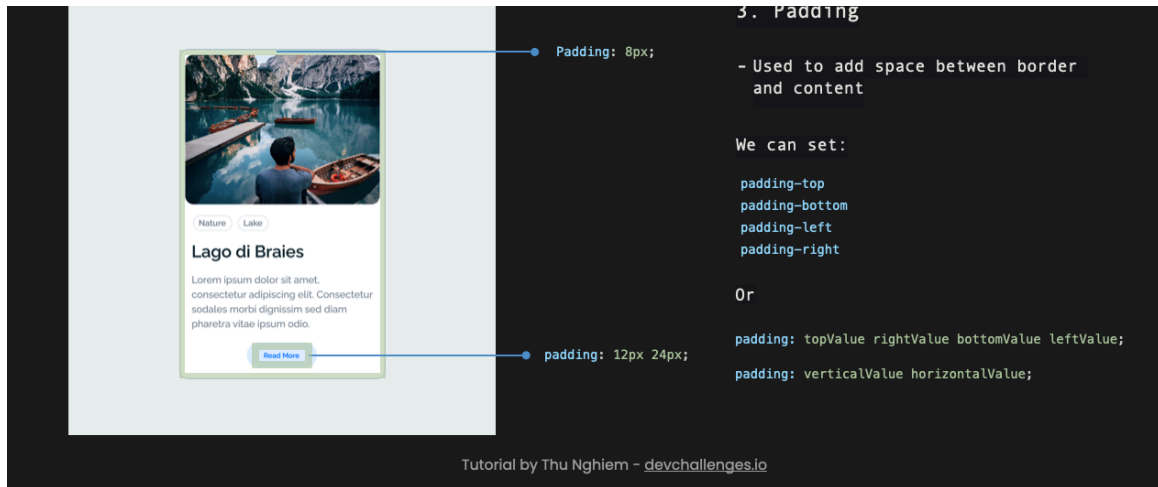 3. Padding
Padding: 8px;
- Used to add space between border
and content
We can set:
padding-top
padding-bottom
padding-left
padding-right
Nature
Lake
Lago di Braies
Lorem ipsum dolor sit amet,
consectetur adipiscing elit. Consectetur
sodales morbi dignissim sed diam
pharetra vitae ipsum odio.
Read More
padding: 12px 24px;
Or
padding: topValue rightValue bottomValue leftValue;
padding: verticalValue horizontalValue;
Tutorial by Thu Nghiem - devchallenges.io